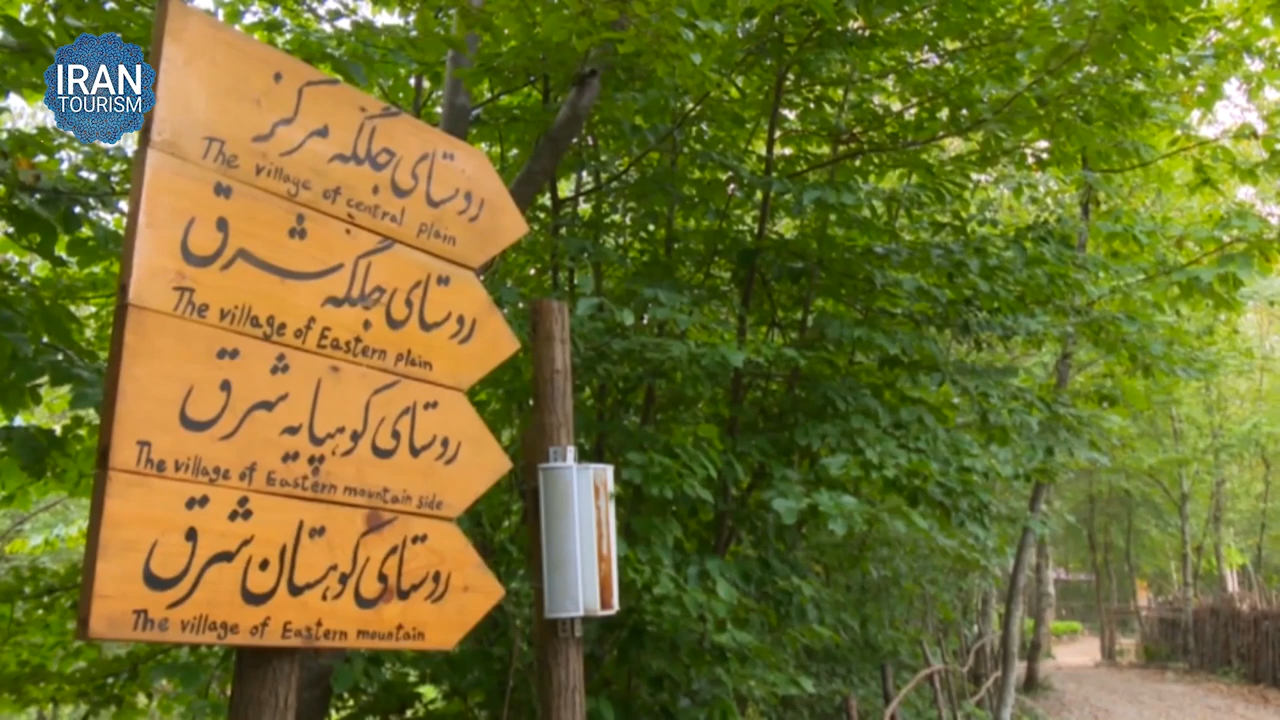 IRAN
TOURISM
روستای جلگه مرکز
The village of central plain
روستای جلگه شرق
The village of Eastern plain
روستای کوهپایه شرق
The village of Eastern mountain side
روستای کوهستان شرق
The village of Eastern mountain